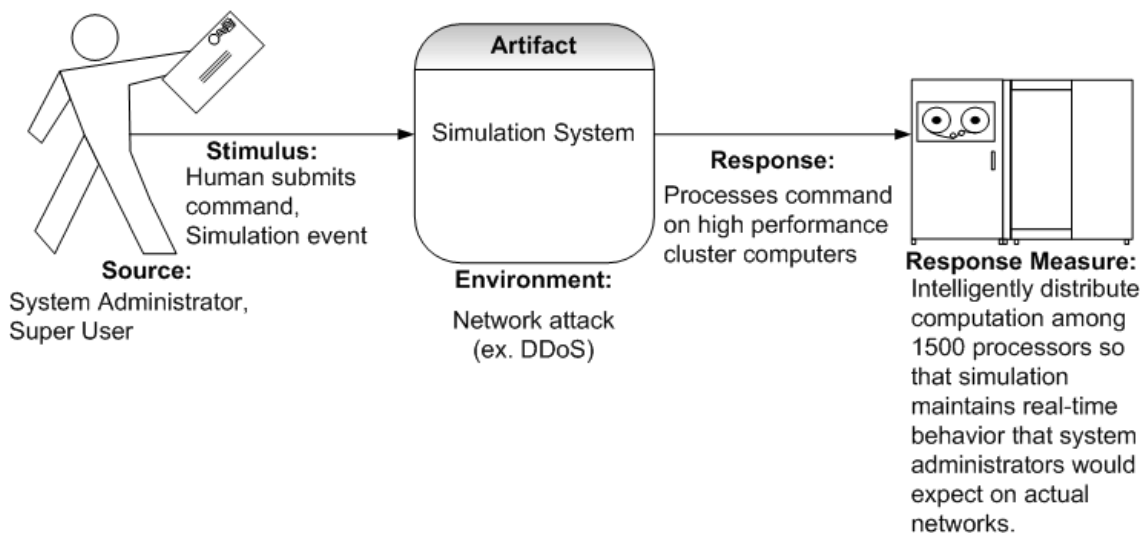 Artifact
Simulation System
Stimulus:
Human submits
command,
Simulation event
Source:
System Administrator,
Super User
Environment:
Network attack
(ex. DDoS)
Response:
Processes command
on high performance
cluster computers
Response Measure:
Intelligently distribute
computation among
1500 processors so
that simulation
maintains real-time
behavior that system
administrators would
expect on actual
networks.